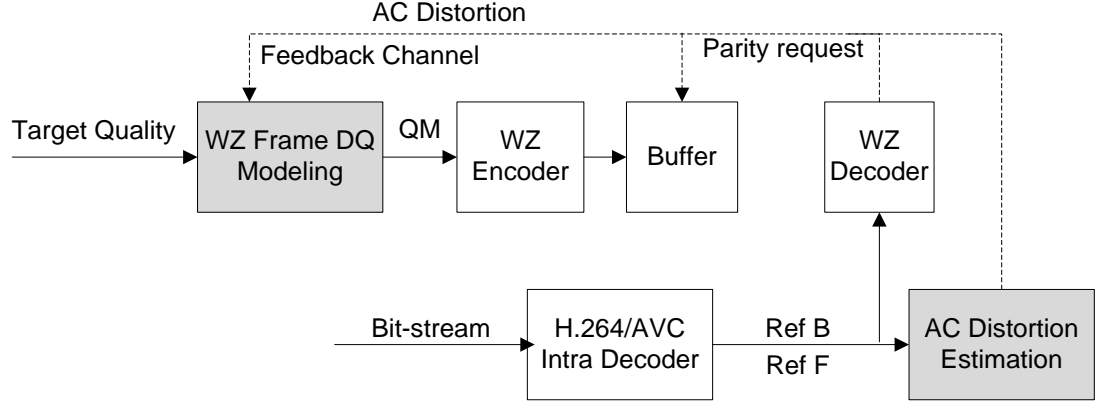 AC Distortion
Feedback Channel
Parity request
Target Quality
WZ Frame DQ
Modeling
QM
WZ
Encoder
Buffer
WZ
Decoder
Bit-stream
H.264/AVC
Intra Decoder
Ref B
Ref F
AC Distortion
Estimation